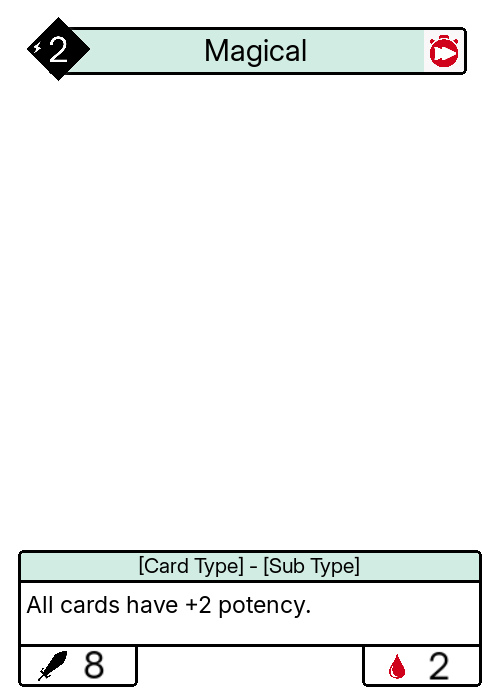 2
Magical
[Card Type] - [Sub Type]
All cards have +2 potency.
8
2